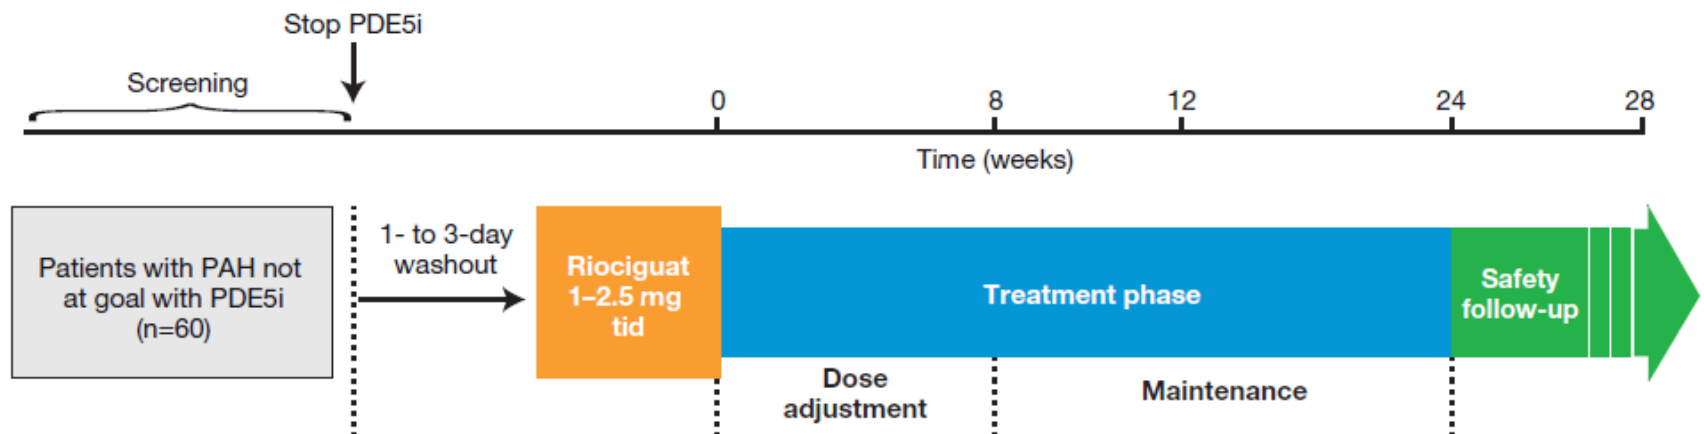 Stop PDE5i
Screening
0
8
12
24
28
Time (weeks)
Patients with PAH not
at goal with PDE5i
(n=60)
1- to 3-day
washout
Riociguat
1–2.5 mg
tid
Treatment phase
Safety
follow-up
Dose
adjustment
Maintenance